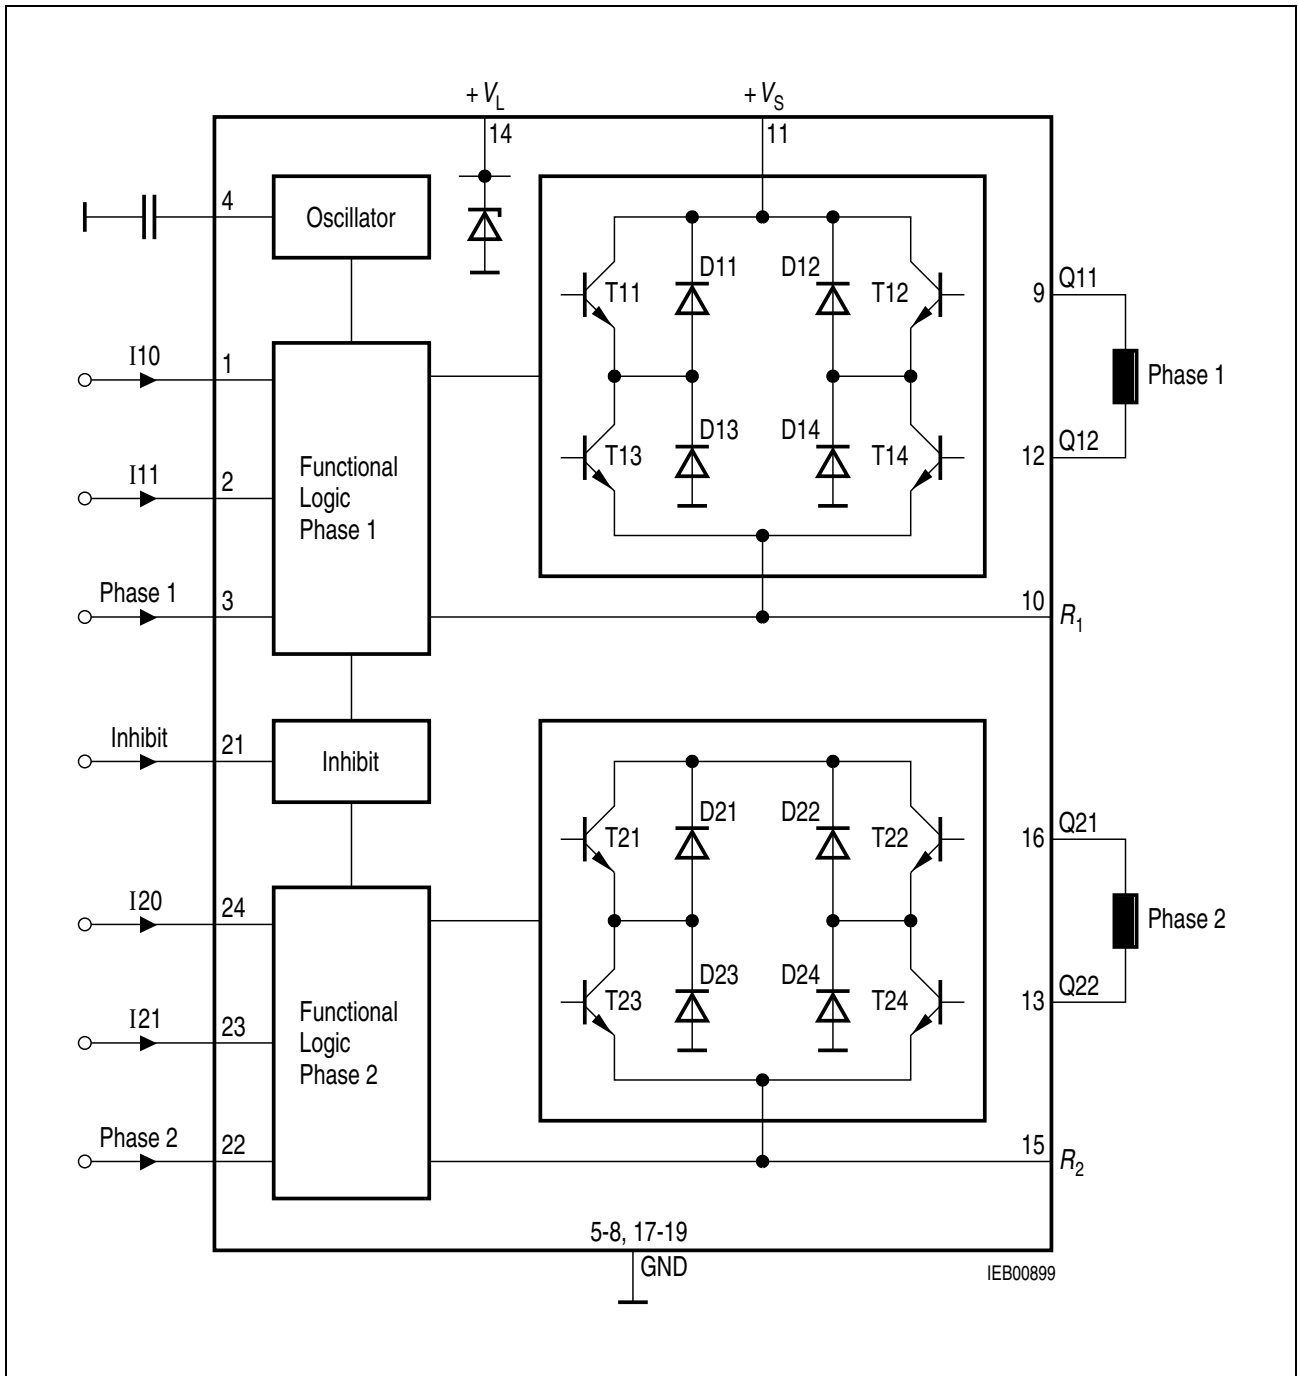 + VL
+ VS
14
11
4
Oscillator
D11
D12
T11
T12
9
Q11
I10
1
Phase 1
D13
D14
T13
T14
12
Q12
I11
2
Functional
Logic
Phase 1
Phase 1
3
10
R1
Inhibit
21
Inhibit
D21
D22
T21
T22
16
Q21
I20
24
Phase 2
D23
D24
T23
T24
13
Q22
I21
23
Functional
Logic
Phase 2
Phase 2
22
15
R2
5-8, 17-19
GND
IEB00899